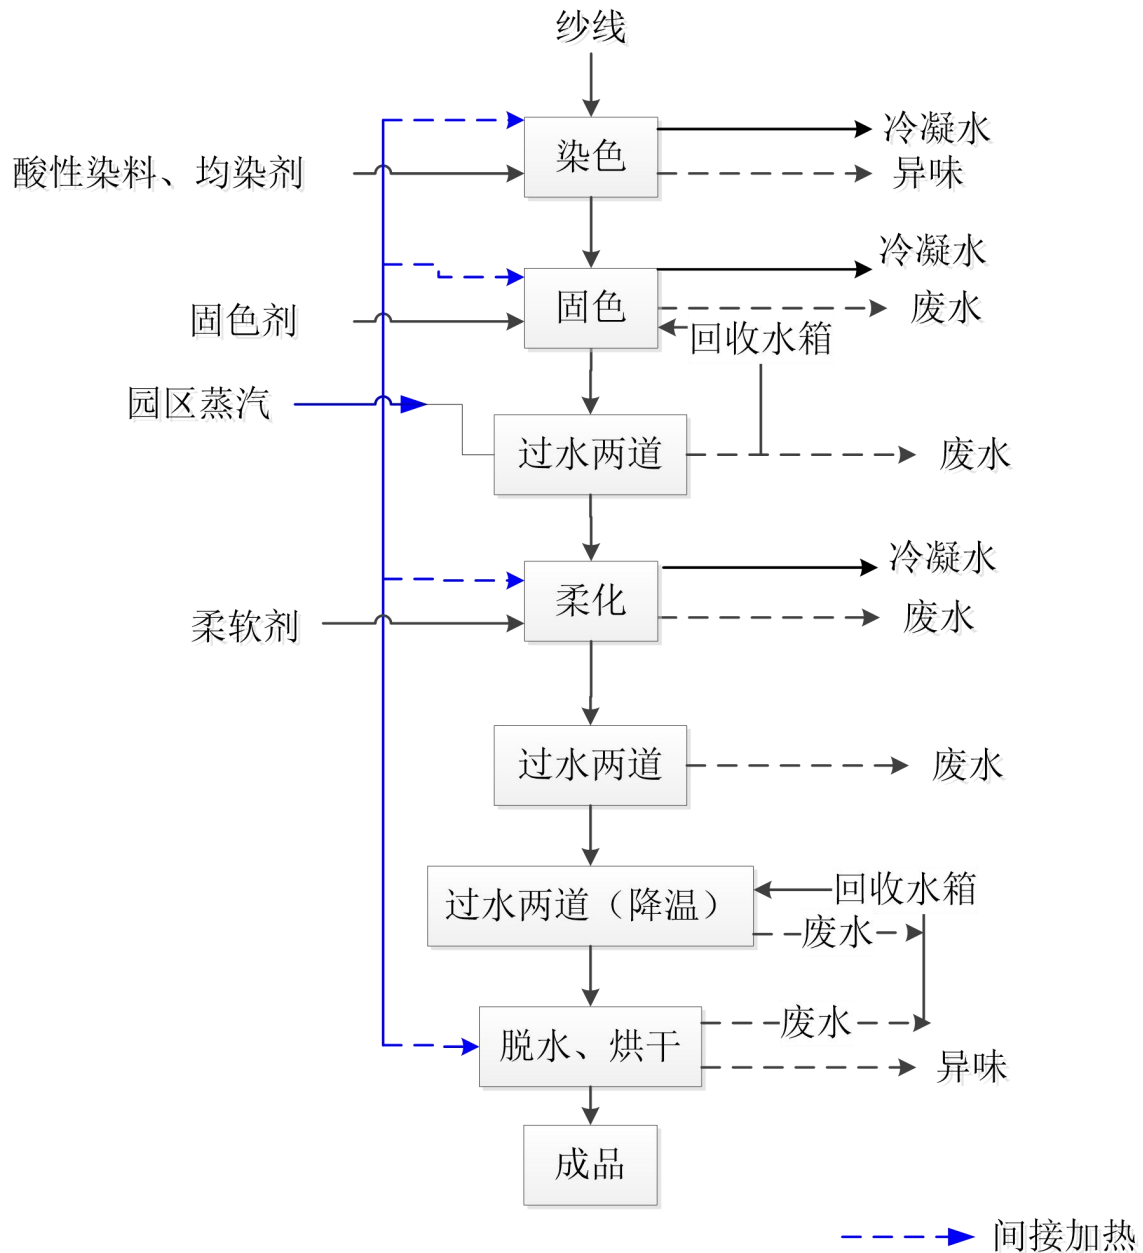 纱线
冷凝水
染色
酸性染料、均染剂
异味
冷凝水
固色
废水
固色剂
回收水箱
园区蒸汽
过水两道
废水
冷凝水
柔化
废水
柔软剂
过水两道
废水
回收水箱
过水两道（降温）
废水
废水
脱水、烘干
异味
成品
间接加热